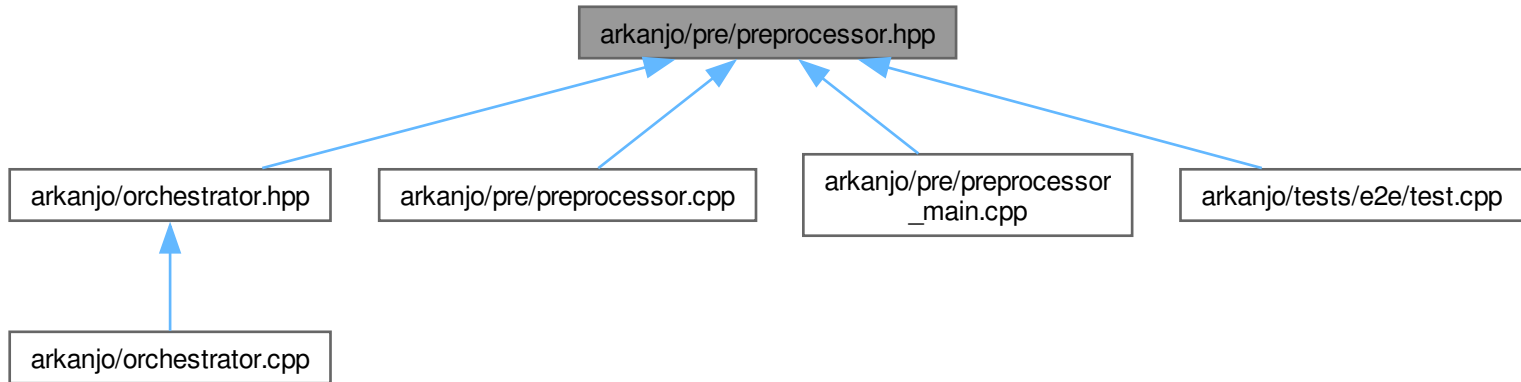 arkanjo/pre/preprocessor.hpp
arkanjo/orchestrator.hpp
arkanjo/pre/preprocessor.cpp
arkanjo/pre/preprocessor
_main.cpp
arkanjo/tests/e2e/test.cpp
arkanjo/orchestrator.cpp